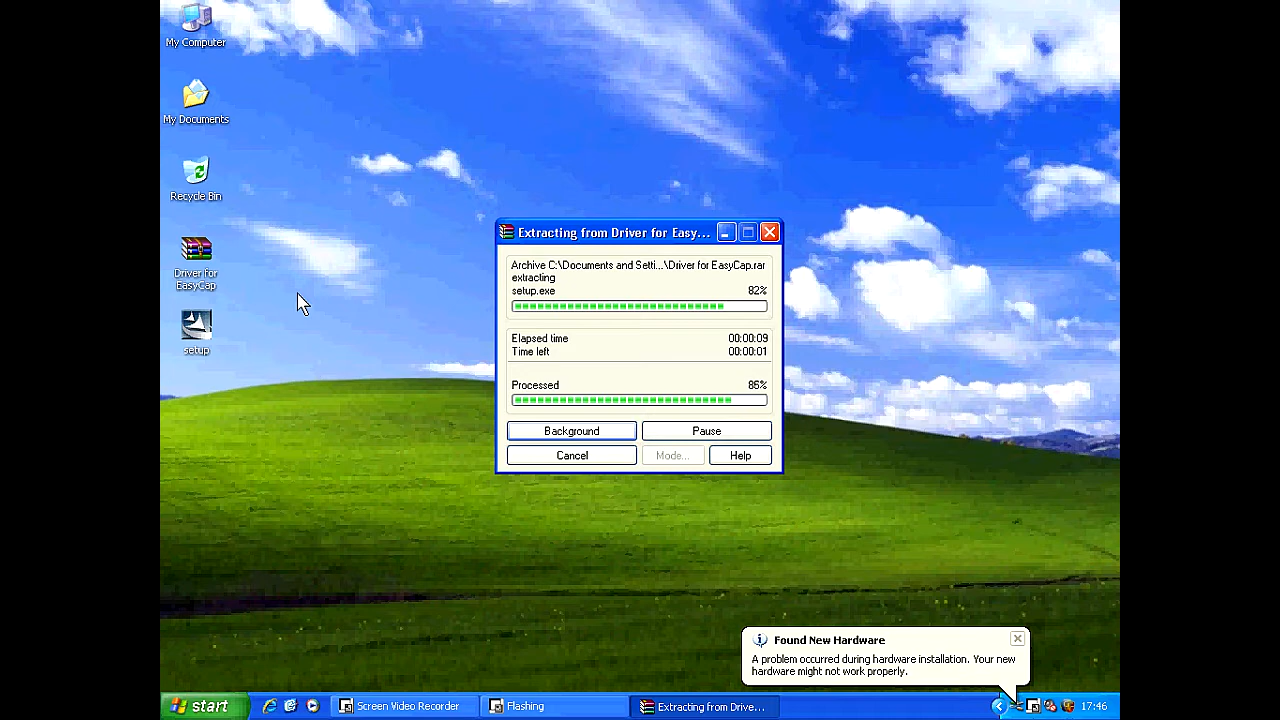 My Computer
My Documents
Recycle Bin
Driver for
EasyCap
setup
Extracting from Driver for Easy...
Archive C:\Documents and Setti...\Driver for EasyCap.rar
extracting
setup.exe 82%
Elapsed time 00:00:09
Time left 00:00:01
Processed 86%
Background Pause
Cancel Mode... Help
Found New Hardware
A problem occurred during hardware installation. Your new
hardware might not work properly.
start Screen Video Recorder Flashing Extracting from Drive... 17:46